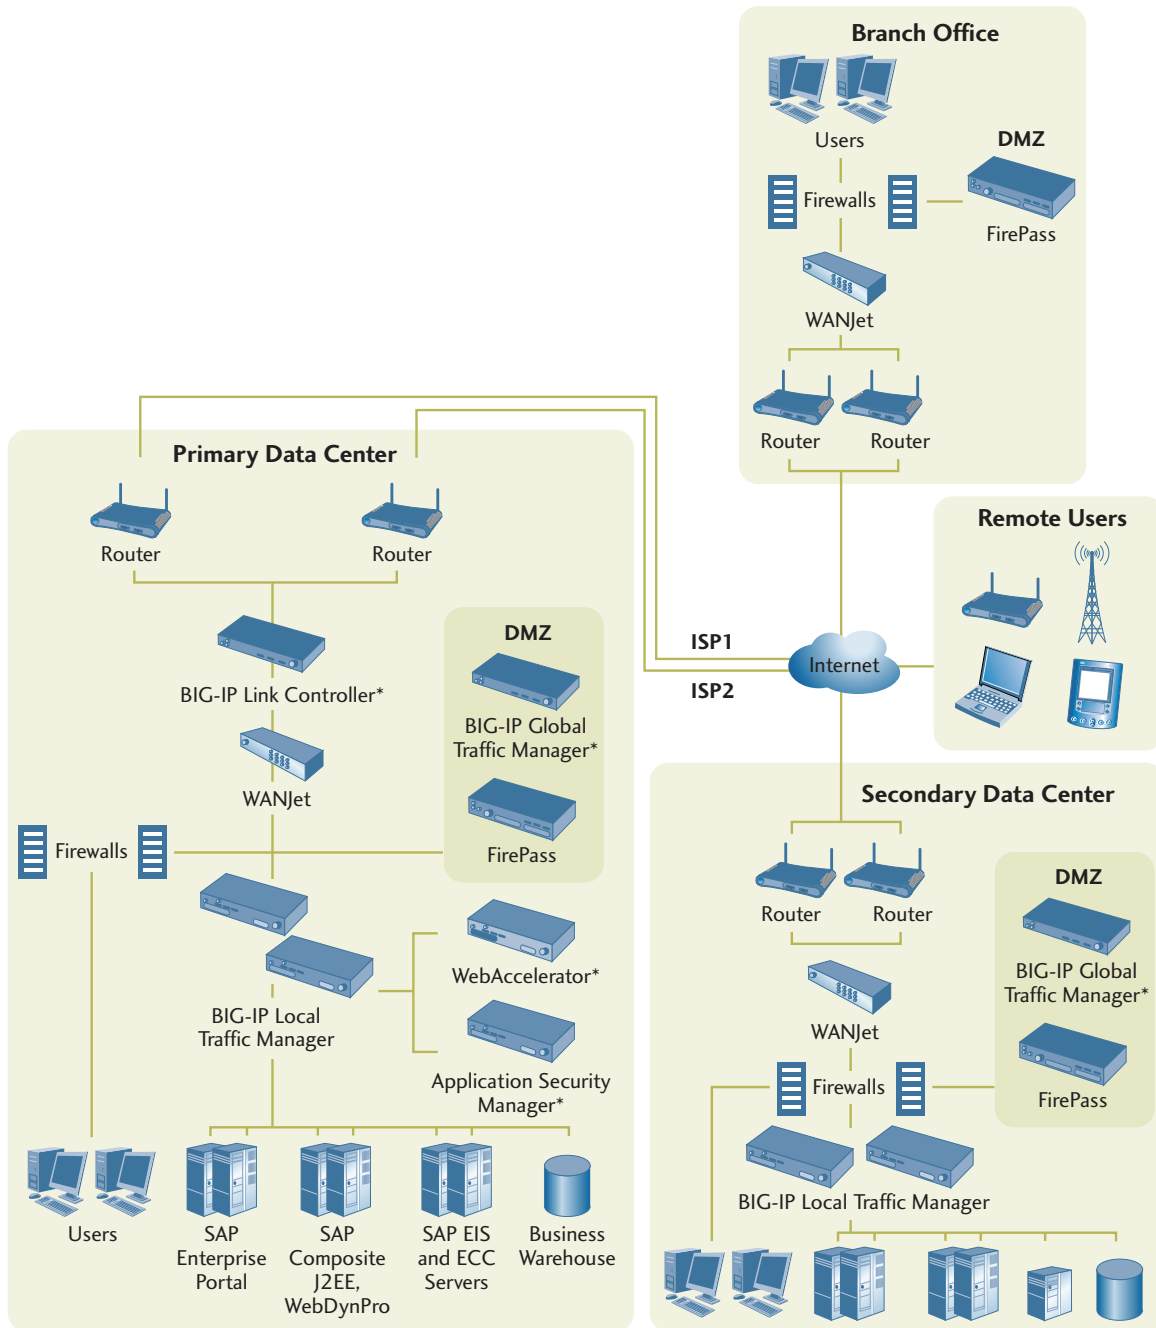 Branch Office
Users
DMZ
Firewalls
FirePass
WANJet
Router
Router
Primary Data Center
Router
Router
BIG-IP Link Controller*
DMZ
BIG-IP Global
Traffic Manager*
WANJet
FirePass
Firewalls
WebAccelerator*
BIG-IP Local
Traffic Manager
Application Security
Manager*
Users
SAP
Enterprise
Portal
SAP
Composite
J2EE,
WebDynPro
SAP EIS
and ECC
Servers
Business
Warehouse
ISP1
ISP2
Internet
Remote Users
Secondary Data Center
Router
Router
DMZ
BIG-IP Global
Traffic Manager*
WANJet
FirePass
Firewalls
BIG-IP Local Traffic Manager